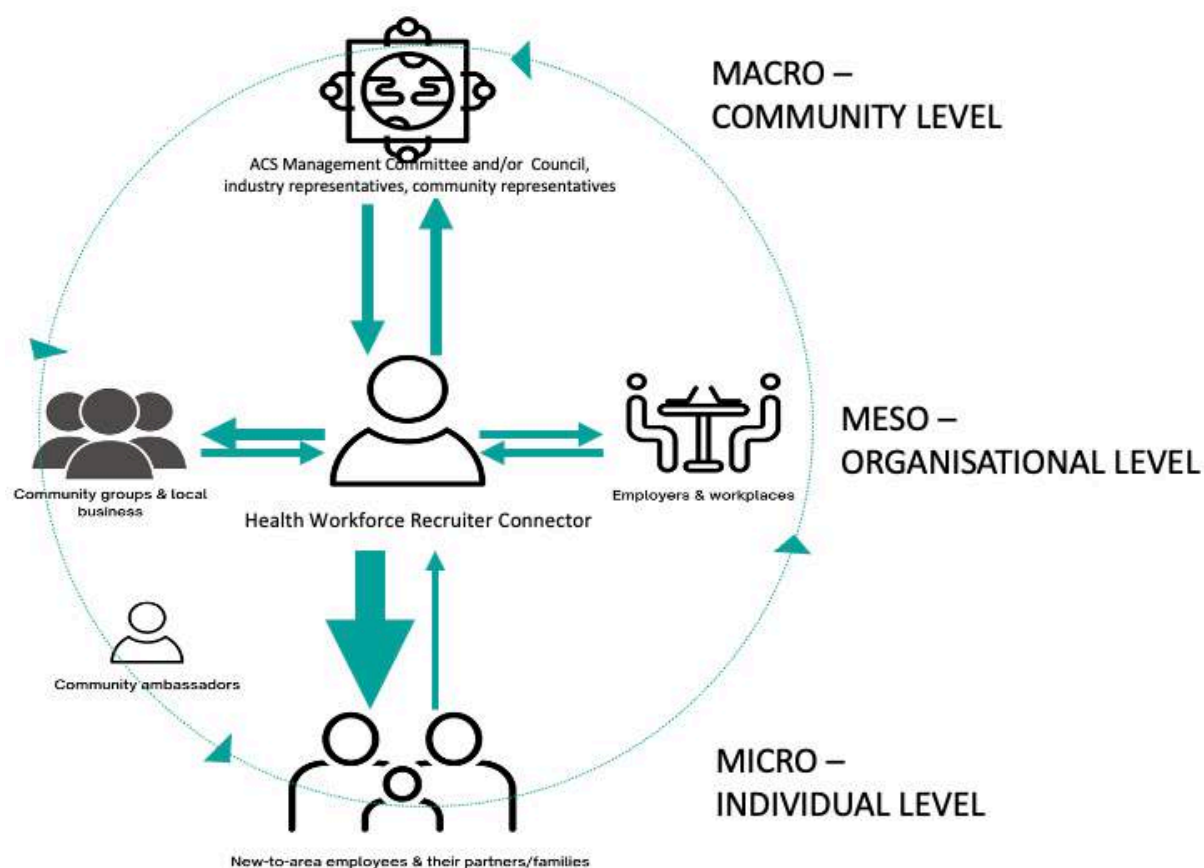 MACRO –
COMMUNITY LEVEL
ACS Management Committee and/or Council,
industry representatives, community representatives
MESO –
ORGANISATIONAL LEVEL
Community groups & local
business
Employers & workplaces
Health Workforce Recruiter Connector
Community ambassadors
MICRO –
INDIVIDUAL LEVEL
New-to-area employees & their partners/families